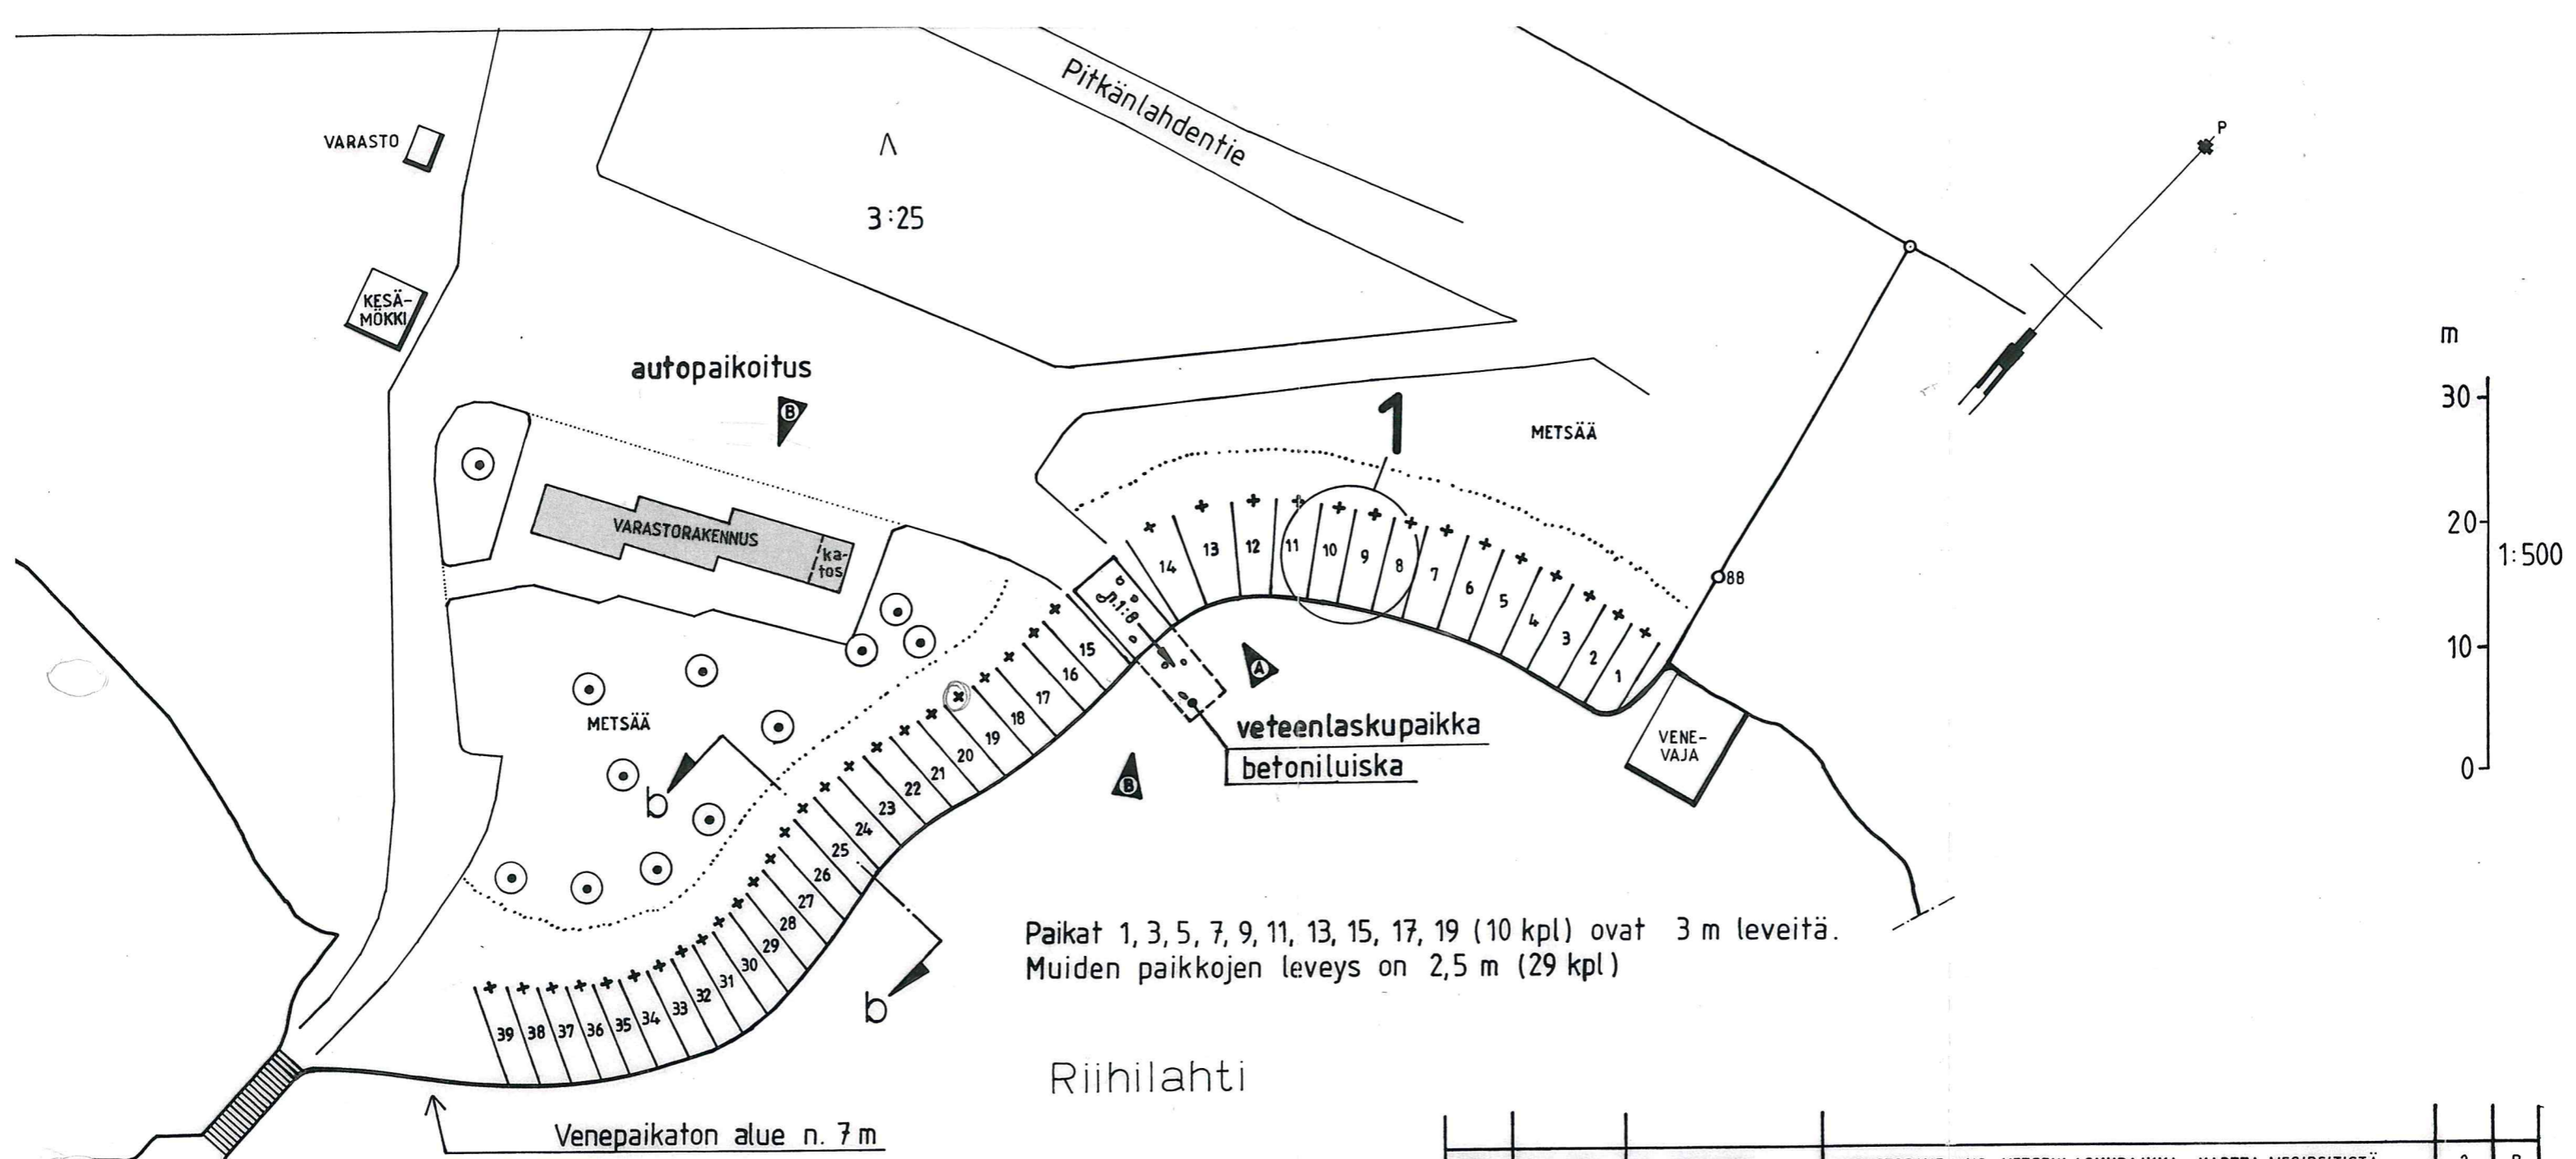 Pitkänlahdentie
P
VARASTO
3:25
KESÄ-
MÖKKI
m
30
20
10
0
1:500
autopaikoitus
B
1
METSÄÄ
VARASTORAKENNUS
ka-
tos
n.1:8
14
13
12
11
10
9
8
7
6
5
4
3
2
1
88
15
16
17
18
19
20
21
22
23
24
25
26
27
28
29
30
31
32
33
34
35
36
37
38
39
A
METSÄÄ
b
veteenlaskupaikka
betoniluiska
B
VENE-
VAJA
Paikat 1, 3, 5, 7, 9, 11, 13, 15, 17, 19 (10 kpl) ovat 3 m leveitä.
Muiden paikkojen leveys on 2,5 m (29 kpl)
b
Riihilahti
Venepaikaton alue n. 7 m